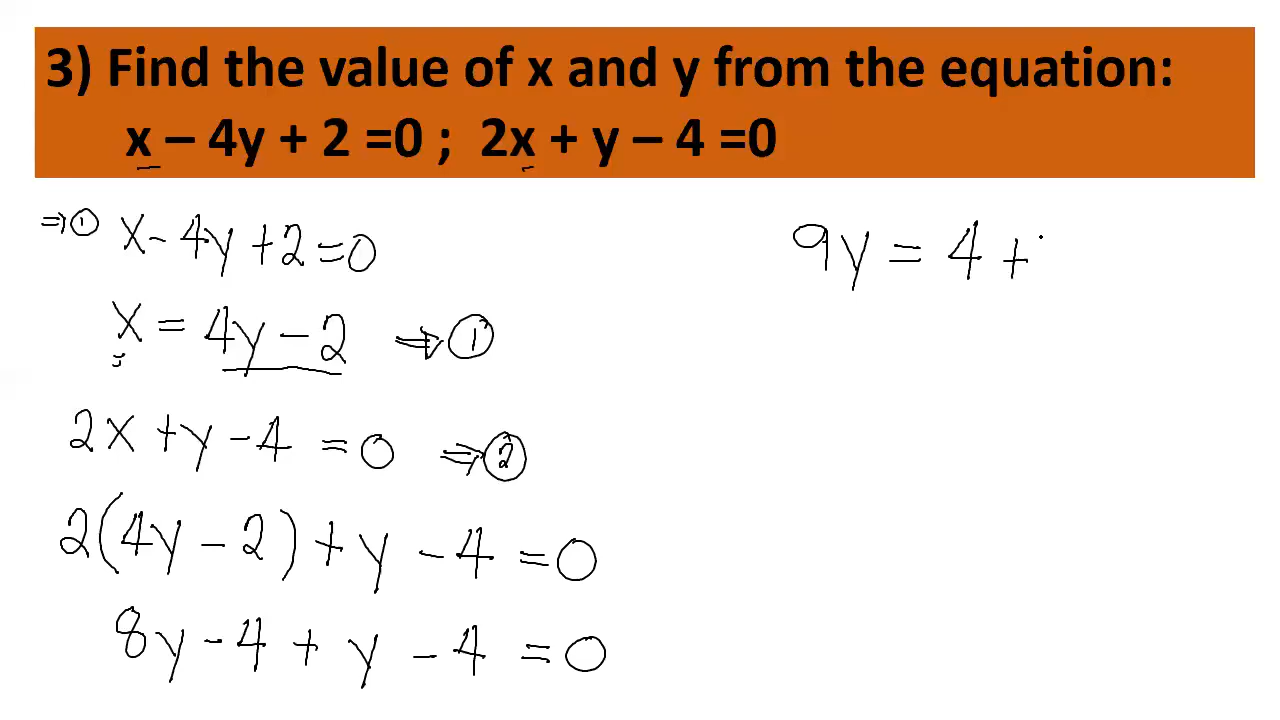 3) Find the value of x and y from the equation:
x – 4y + 2 =0 ; 2x + y – 4 =0
⇒① x - 4y + 2 = 0
x = 4y - 2 ⇒ ①
2x + y - 4 = 0 ⇒ ②
2(4y - 2) + y - 4 = 0
8y - 4 + y - 4 = 0
9y = 4 +